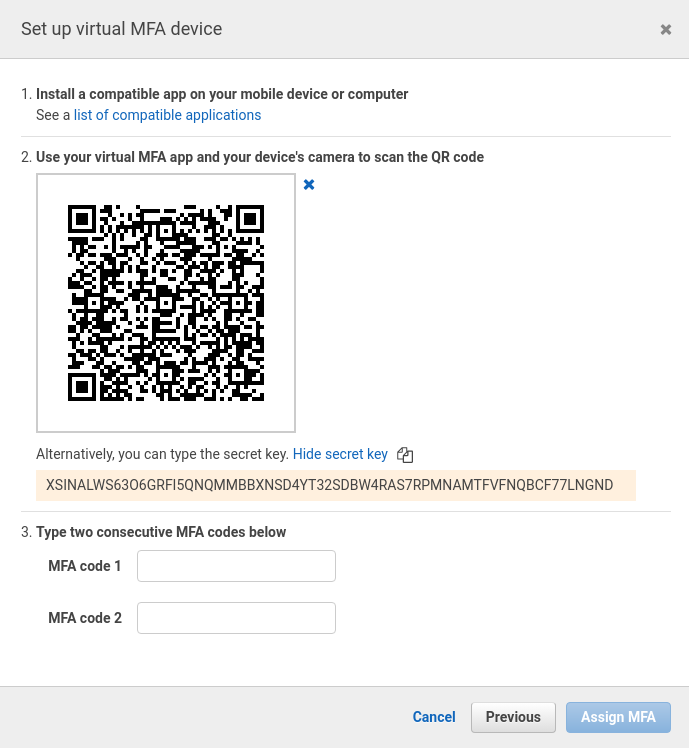 Set up virtual MFA device
1. Install a compatible app on your mobile device or computer
See a list of compatible applications
2. Use your virtual MFA app and your device's camera to scan the QR code
Alternatively, you can type the secret key. Hide secret key
XSINALWS63O6GRFI5QNQMMBBXNSD4YT32SDBW4RAS7RPMNAMTFVFNQBCF77LNGND
3. Type two consecutive MFA codes below
MFA code 1
MFA code 2
Cancel Previous Assign MFA